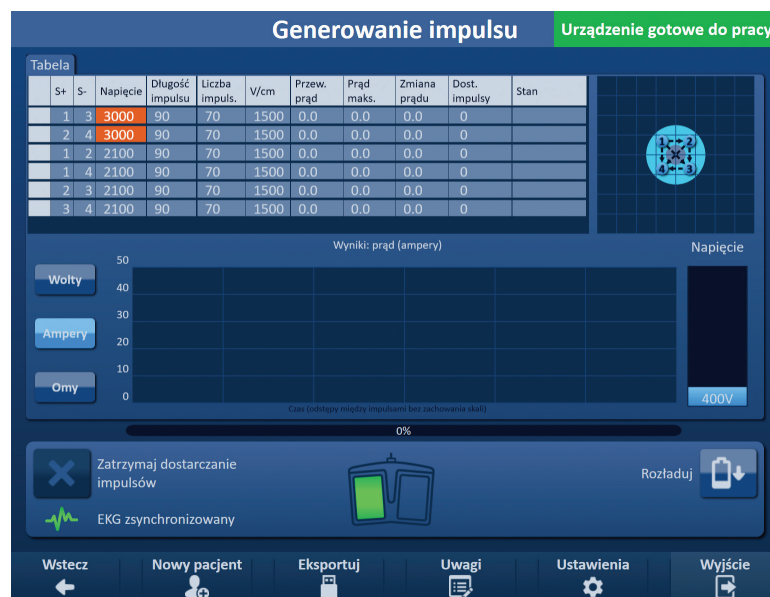 Generowanie impulsu
Urządzenie gotowe do pracy
Tabela
S+ S- Napięcie Długość impulsu Liczba impuls. V/cm Przew. prąd Prąd maks. Zmiana prądu Dost. impulsy Stan
1 3 3000 90 70 1500 0.0 0.0 0.0 0
2 4 3000 90 70 1500 0.0 0.0 0.0 0
1 2 2100 90 70 1500 0.0 0.0 0.0 0
1 4 2100 90 70 1500 0.0 0.0 0.0 0
2 3 2100 90 70 1500 0.0 0.0 0.0 0
3 4 2100 90 70 1500 0.0 0.0 0.0 0
1 2
4 3
Wyniki: prąd (ampery)
Napięcie
Wolty
Ampery
Omy
50
40
30
20
10
0
400V
Czas (odstępy między impulsami bez zachowania skali)
0%
Zatrzymaj dostarczanie
impulsów
EKG zsynchronizowany
Rozładuj
Wstecz
Nowy pacjent
Eksportuj
Uwagi
Ustawienia
Wyjście